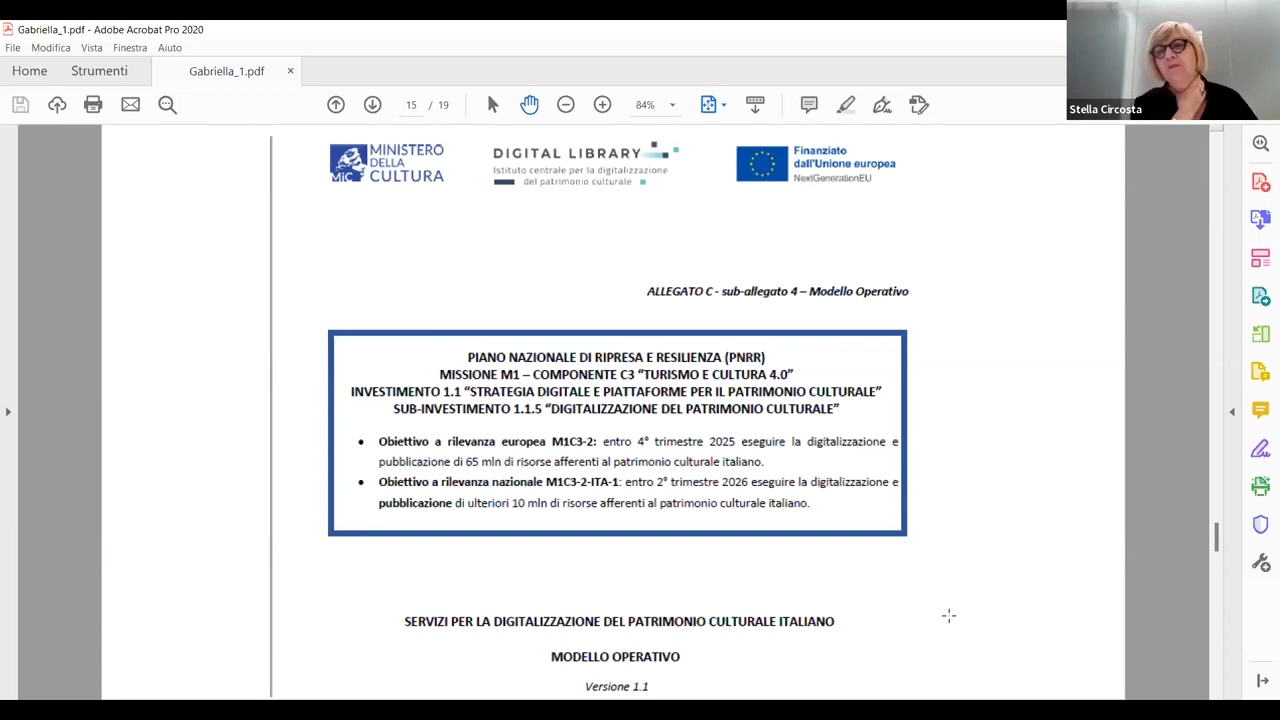 Gabriella_1.pdf - Adobe Acrobat Pro 2020
File Modifica Vista Finestra Aiuto
Home Strumenti Gabriella_1.pdf ×
15 / 19 84%
Stella Circosta
MiC MINISTERO
DELLA
CULTURA
DIGITAL LIBRARY
Istituto centrale per la digitalizzazione
del patrimonio culturale
Finanziato
dall'Unione europea
NextGenerationEU
ALLEGATO C - sub-allegato 4 – Modello Operativo
PIANO NAZIONALE DI RIPRESA E RESILIENZA (PNRR)
MISSIONE M1 – COMPONENTE C3 “TURISMO E CULTURA 4.0”
INVESTIMENTO 1.1 “STRATEGIA DIGITALE E PIATTAFORME PER IL PATRIMONIO CULTURALE”
SUB-INVESTIMENTO 1.1.5 “DIGITALIZZAZIONE DEL PATRIMONIO CULTURALE”
• Obiettivo a rilevanza europea M1C3-2: entro 4° trimestre 2025 eseguire la digitalizzazione e
pubblicazione di 65 mln di risorse afferenti al patrimonio culturale italiano.
• Obiettivo a rilevanza nazionale M1C3-2-ITA-1: entro 2° trimestre 2026 eseguire la digitalizzazione e
pubblicazione di ulteriori 10 mln di risorse afferenti al patrimonio culturale italiano.
SERVIZI PER LA DIGITALIZZAZIONE DEL PATRIMONIO CULTURALE ITALIANO
MODELLO OPERATIVO
Versione 1.1